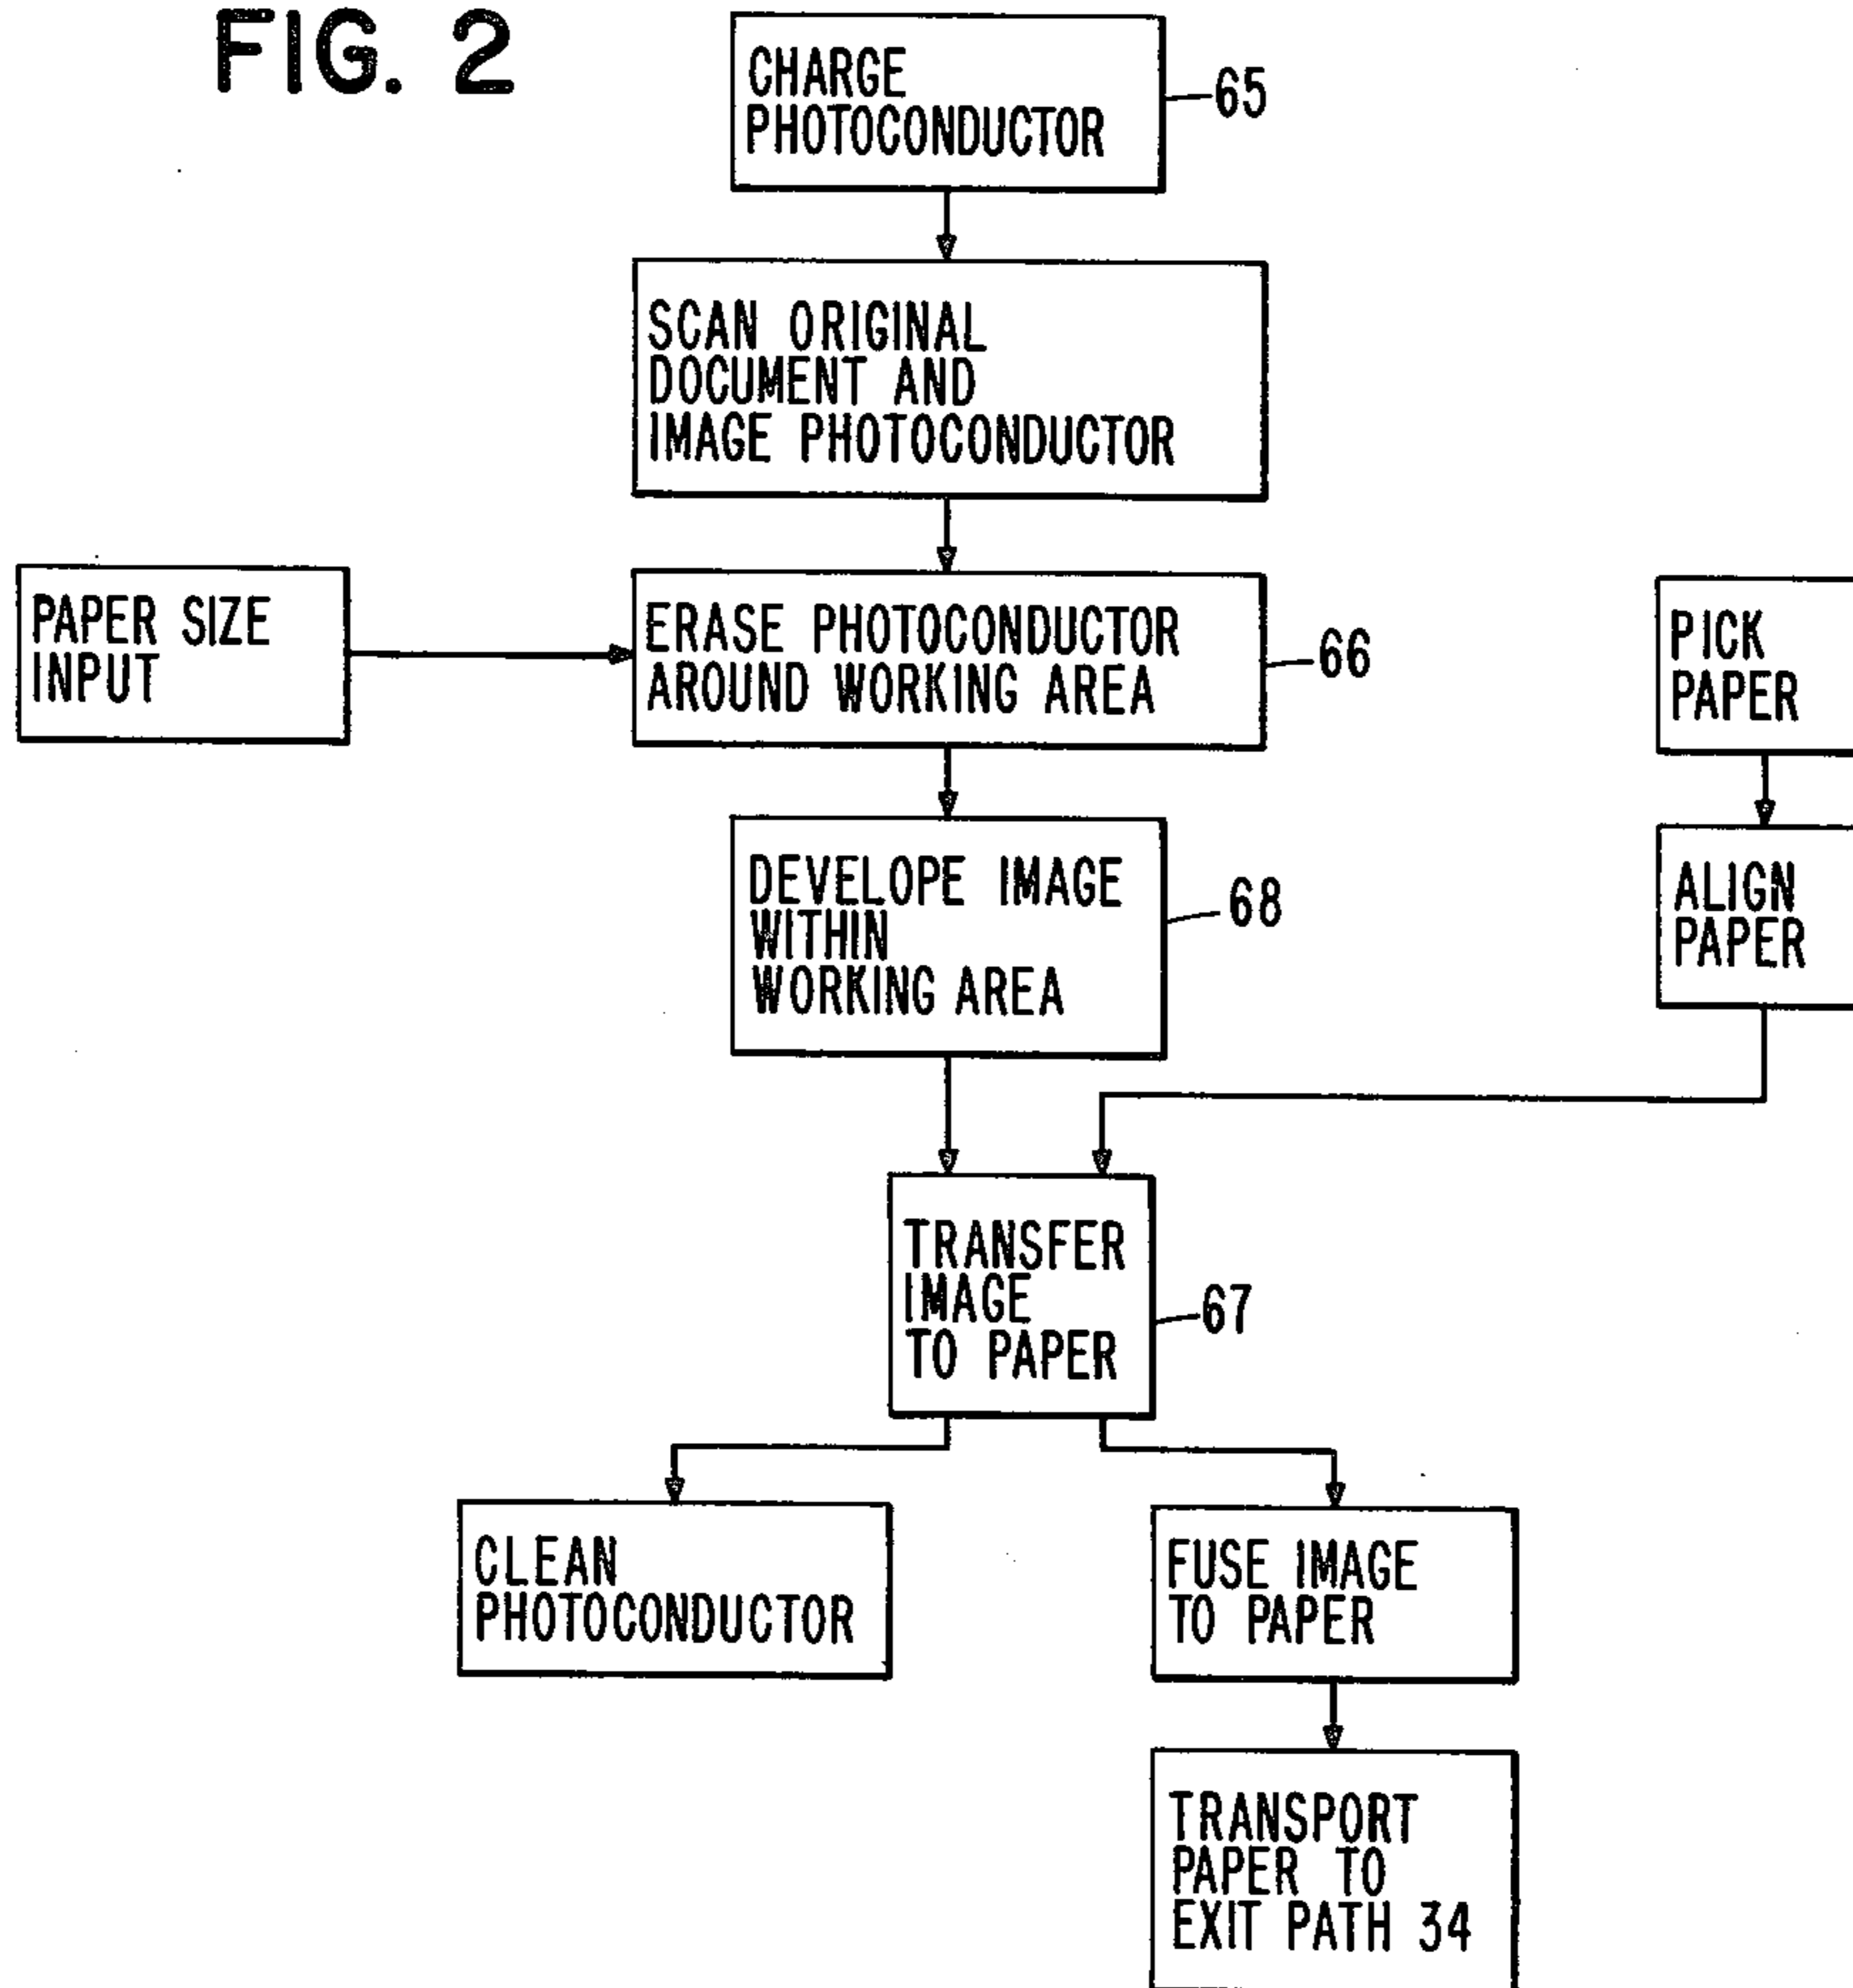 FIG. 2
CHARGE
PHOTOCONDUCTOR
65
SCAN ORIGINAL
DOCUMENT AND
IMAGE PHOTOCONDUCTOR
PAPER SIZE
INPUT
ERASE PHOTOCONDUCTOR
AROUND WORKING AREA
66
PICK
PAPER
DEVELOPE IMAGE
WITHIN
WORKING AREA
68
ALIGN
PAPER
TRANSFER
IMAGE
TO PAPER
67
CLEAN
PHOTOCONDUCTOR
FUSE IMAGE
TO PAPER
TRANSPORT
PAPER TO
EXIT PATH 34